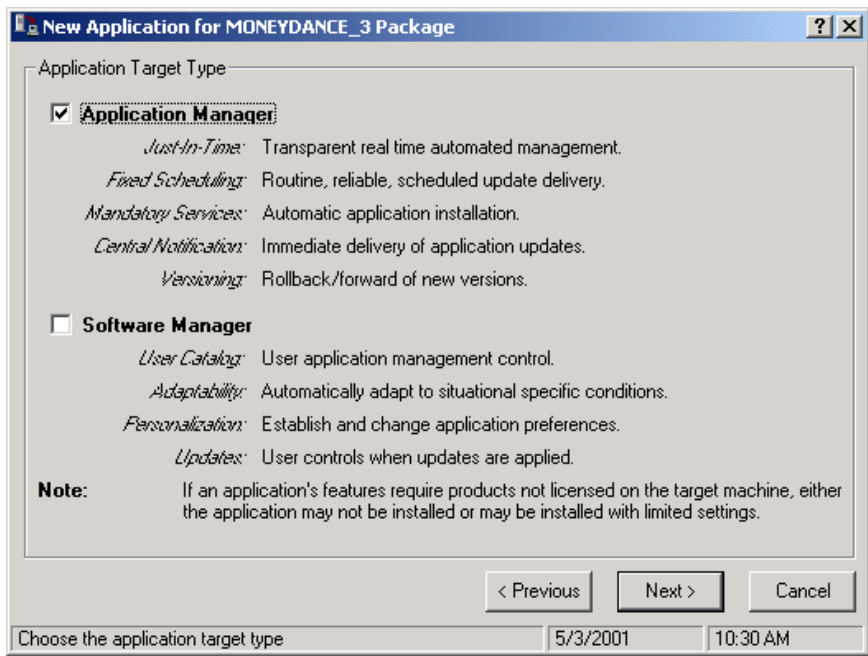 New Application for MONEYDANCE_3 Package
Application Target Type
Application Manager
Just-In-Time: Transparent real time automated management.
Fixed Scheduling: Routine, reliable, scheduled update delivery.
Mandatory Services: Automatic application installation.
Central Notification: Immediate delivery of application updates.
Versioning: Rollback/forward of new versions.
Software Manager
User Catalog: User application management control.
Adaptability: Automatically adapt to situational specific conditions.
Personalization: Establish and change application preferences.
Updates: User controls when updates are applied.
Note: If an application's features require products not licensed on the target machine, either
the application may not be installed or may be installed with limited settings.
< Previous Next > Cancel
Choose the application target type 5/3/2001 10:30 AM